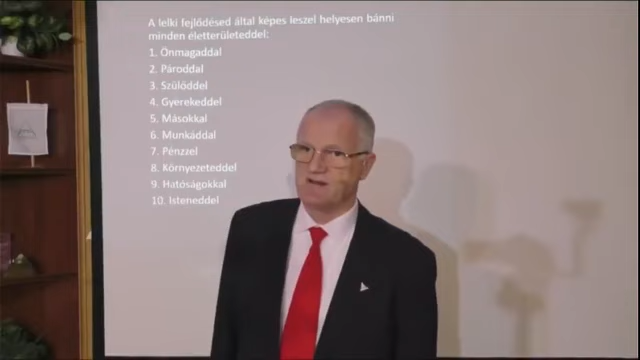 A lelki fejlődésed által képes leszel helyesen bánni
minden életterületeddel:
1. Önmagaddal
2. Pároddal
3. Szülőddel
4. Gyerekeddel
5. Másokkal
6. Munkáddal
7. Pénzzel
8. Környezeteddel
9. Hatóságokkal
10. Isteneddel